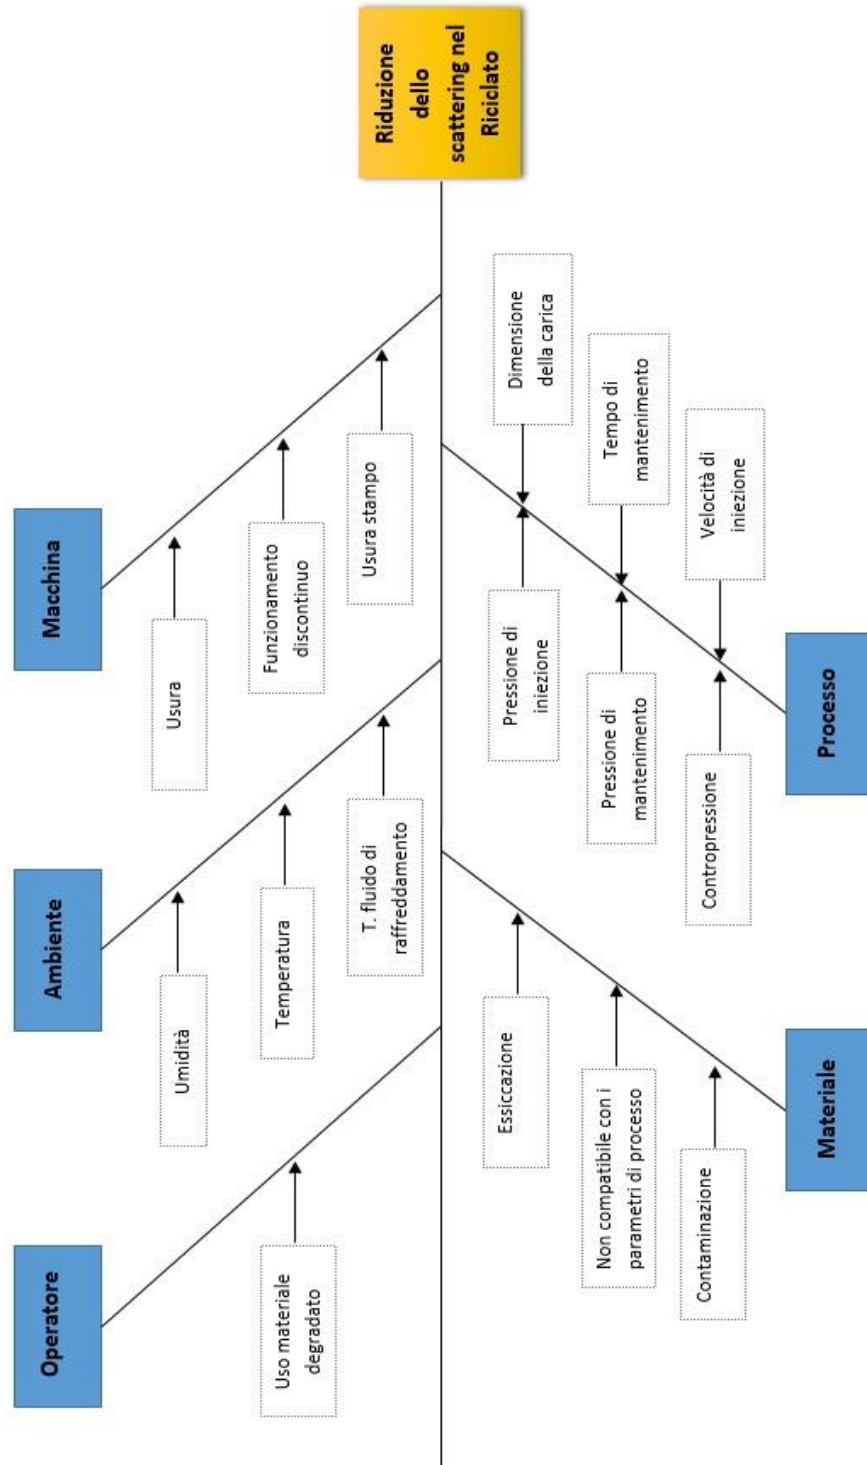 Operatore
Ambiente
Macchina
Umidità
Usura
Uso materiale
degradato
Temperatura
Funzionamento
discontinuo
T. fluido di
raffreddamento
Usura stampo
Riduzione
dello
scattering nel
Riciclato
Essiccazione
Pressione di
iniezione
Dimensione
della carica
Non compatibile con i
parametri di processo
Pressione di
mantenimento
Tempo di
mantenimento
Contaminazione
Contropressione
Velocità di
iniezione
Materiale
Processo